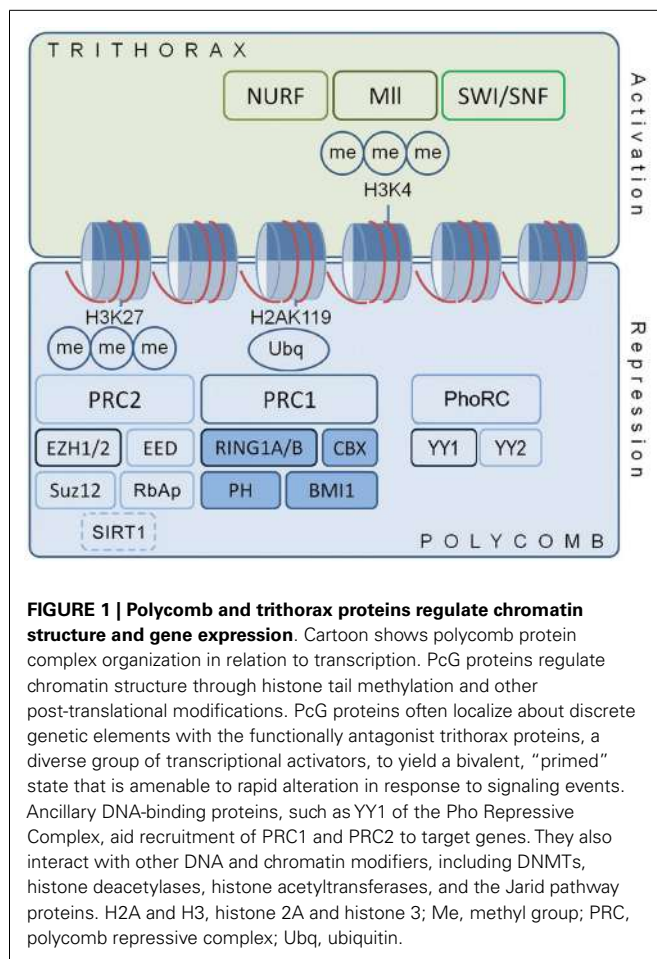 TRITHORAX
Activation
NURF
Mll
SWI/SNF
me me me
H3K4
H3K27
H2AK119
me me me
Ubq
Repression
PRC2
PRC1
PhoRC
EZH1/2
EED
RING1A/B
CBX
YY1
YY2
Suz12
RbAp
PH
BMI1
SIRT1
POLYCOMB
FIGURE 1 | Polycomb and trithorax proteins regulate chromatin
structure and gene expression. Cartoon shows polycomb protein
complex organization in relation to transcription. PcG proteins regulate
chromatin structure through histone tail methylation and other
post-translational modifications. PcG proteins often localize about discrete
genetic elements with the functionally antagonist trithorax proteins, a
diverse group of transcriptional activators, to yield a bivalent, “primed”
state that is amenable to rapid alteration in response to signaling events.
Ancillary DNA-binding proteins, such as YY1 of the Pho Repressive
Complex, aid recruitment of PRC1 and PRC2 to target genes. They also
interact with other DNA and chromatin modifiers, including DNMTs,
histone deacetylases, histone acetyltransferases, and the Jarid pathway
proteins. H2A and H3, histone 2A and histone 3; Me, methyl group; PRC,
polycomb repressive complex; Ubq, ubiquitin.